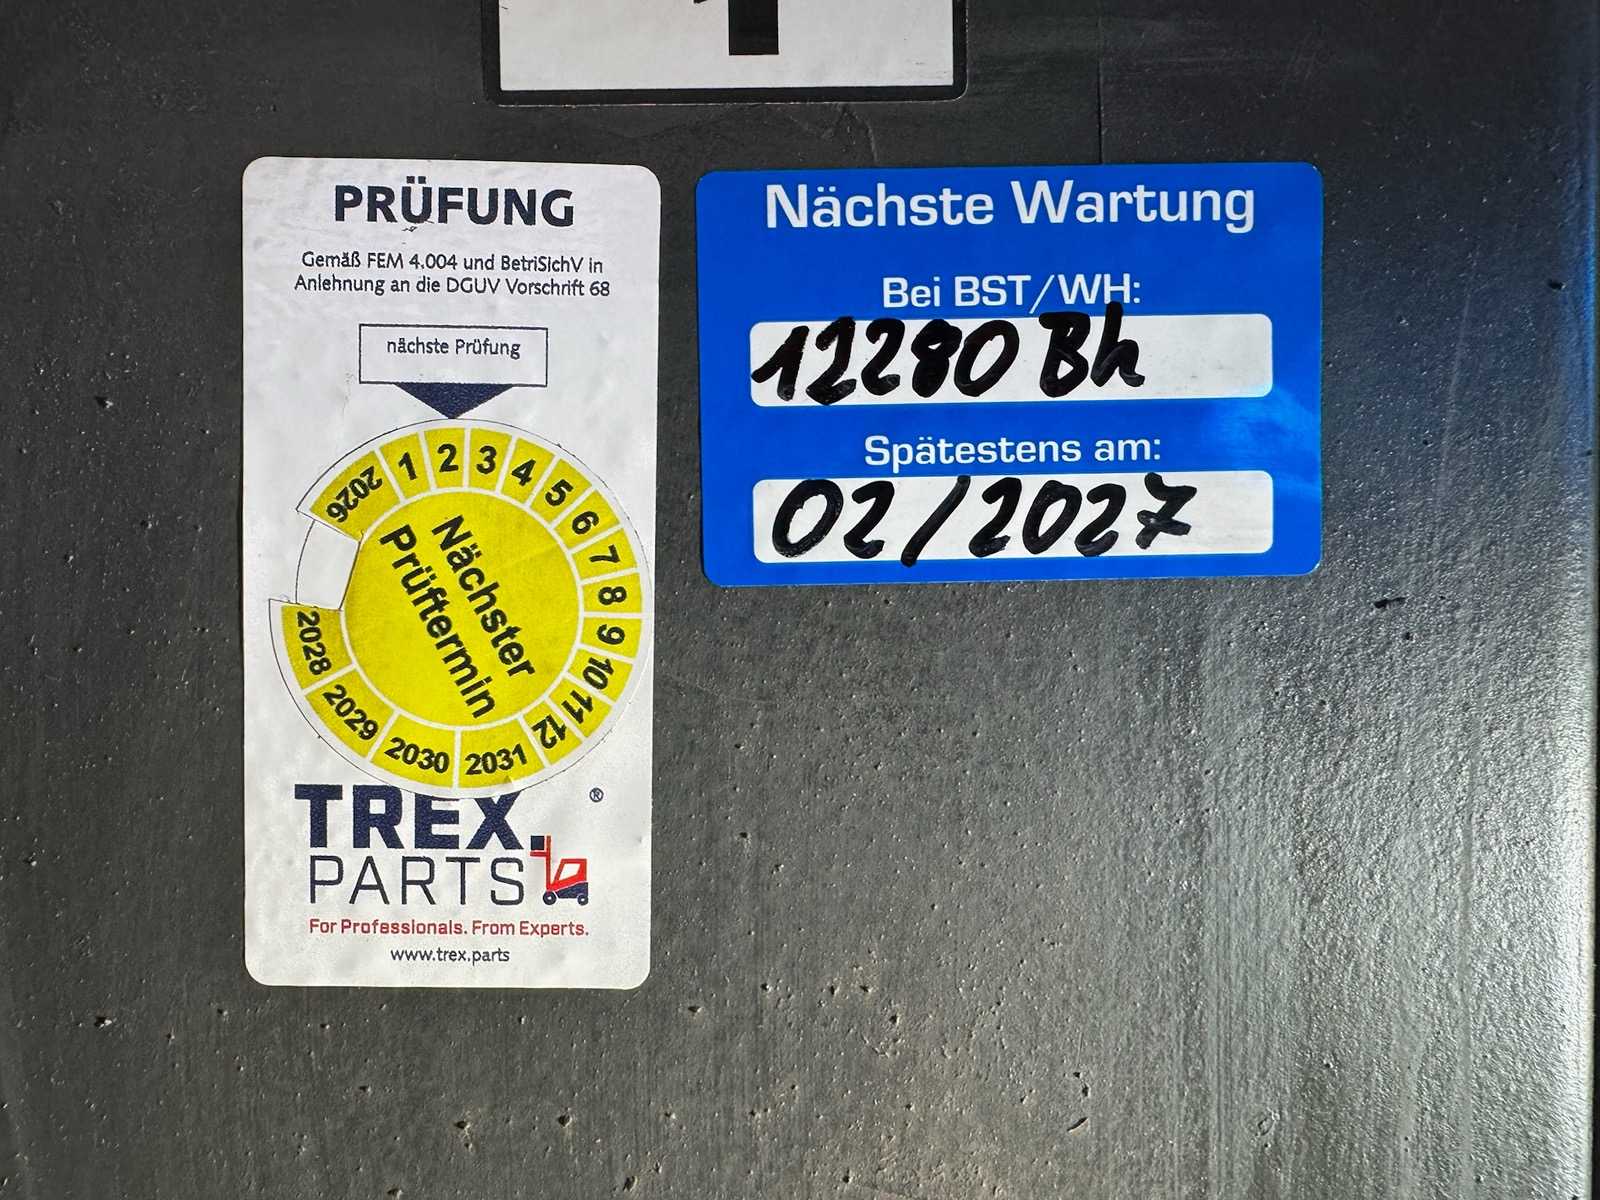 PRÜFUNG
Gemäß FEM 4.004 und BetrSichV in
Anlehnung an die DGUV Vorschrift 68
nächste Prüfung
2026 1 2 3 4 5 6 7 8 9 10 11 12 2031 2030 2029 2028
Nächster
Prüftermin
TREX.
PARTS
®
For Professionals. From Experts.
www.trex.parts
Nächste Wartung
Bei BST/WH:
12280 Bh
Spätestens am:
02/2027